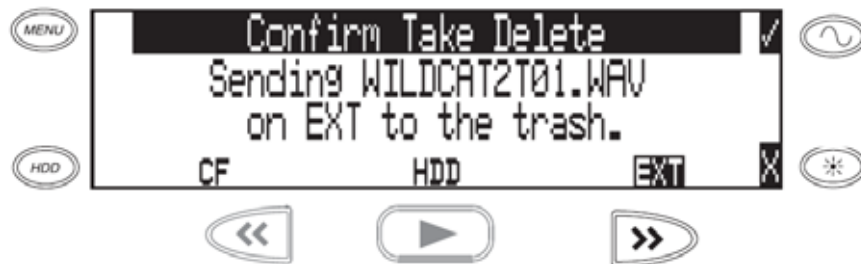 MENU
Confirm Take Delete
Sending WILDCAT2T01.WAV
on EXT to the trash.
HDD
CF HDD EXT X